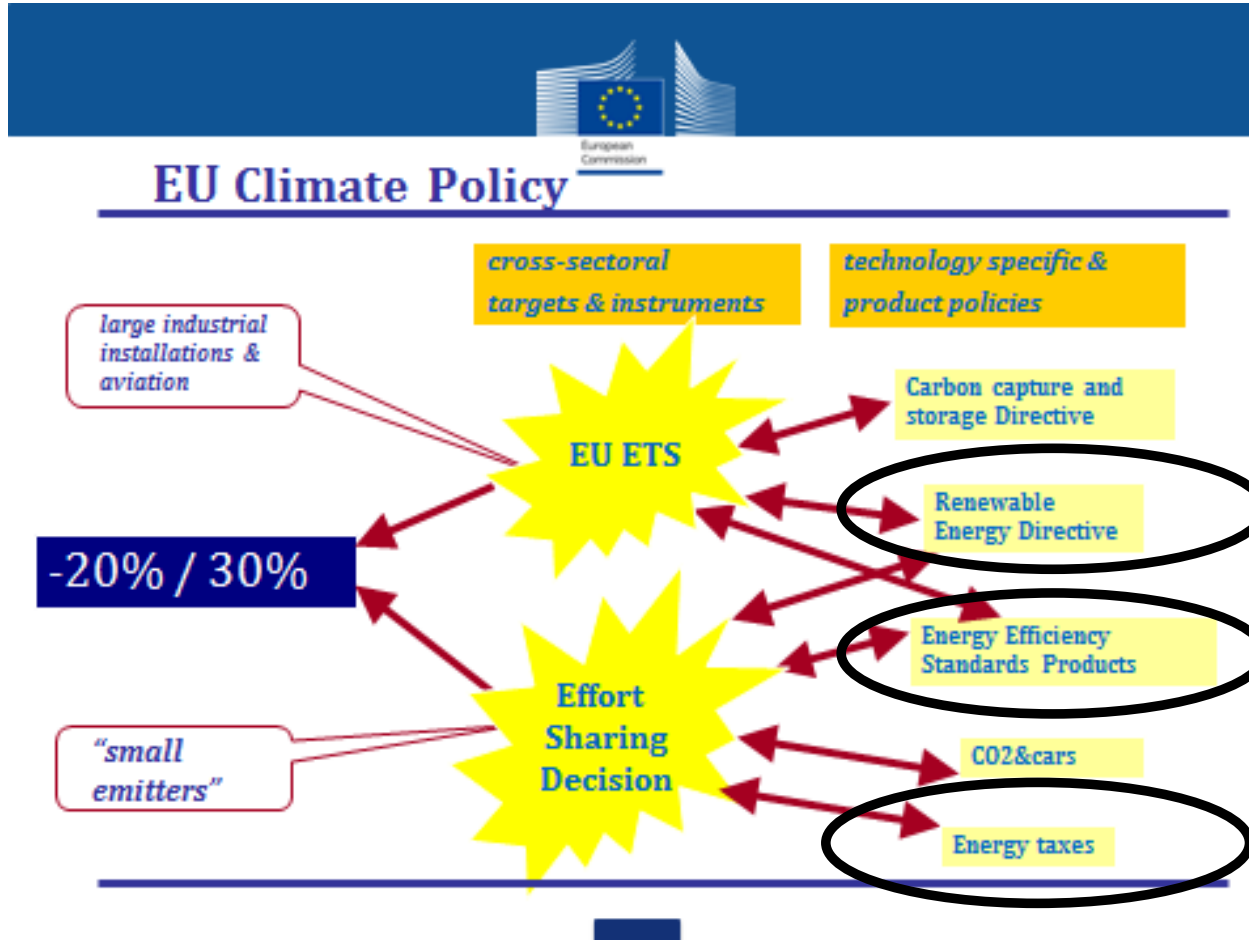 European
Commission
EU Climate Policy
cross-sectoral
targets & instruments
technology specific &
product policies
large industrial
installations &
aviation
EU ETS
Carbon capture and
storage Directive
Renewable
Energy Directive
-20% / 30%
Energy Efficiency
Standards Products
Effort
Sharing
Decision
“small
emitters”
CO2&cars
Energy taxes